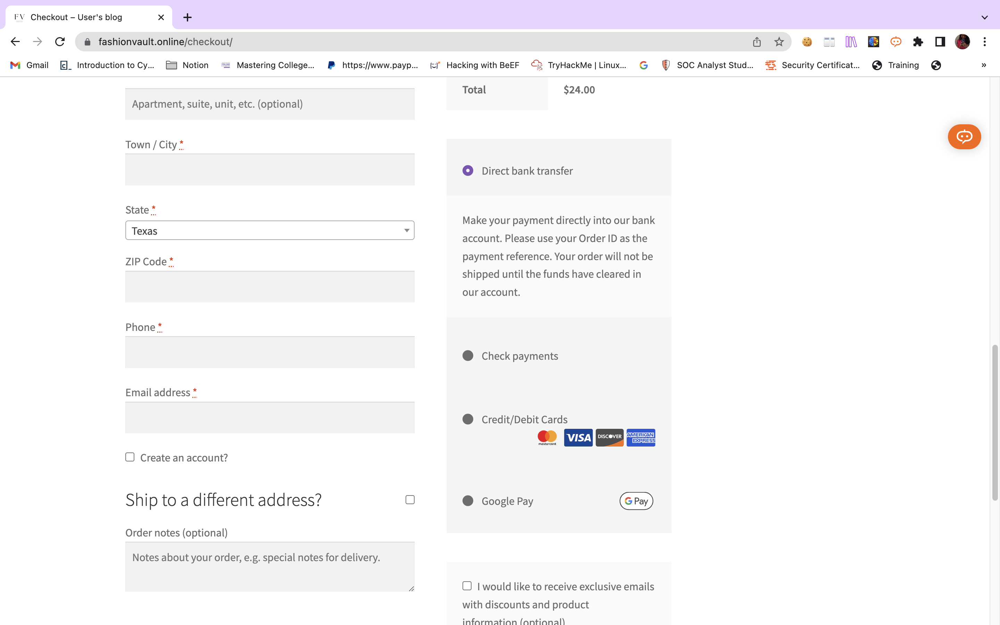 FV Checkout – User's blog
fashionvault.online/checkout/
Gmail
Introduction to Cy...
Notion
Mastering College...
https://www.payp...
Hacking with BeEF
TryHackMe | Linux...
SOC Analyst Stud...
Security Certificat...
Training
»
Apartment, suite, unit, etc. (optional)
Town / City *
State *
Texas
ZIP Code *
Phone *
Email address *
Create an account?
Ship to a different address?
Order notes (optional)
Notes about your order, e.g. special notes for delivery.
Total $24.00
Direct bank transfer
Make your payment directly into our bank
account. Please use your Order ID as the
payment reference. Your order will not be
shipped until the funds have cleared in
our account.
Check payments
Credit/Debit Cards
mastercard VISA DISCOVER AMERICAN EXPRESS
Google Pay
G Pay
I would like to receive exclusive emails
with discounts and product
information (optional)